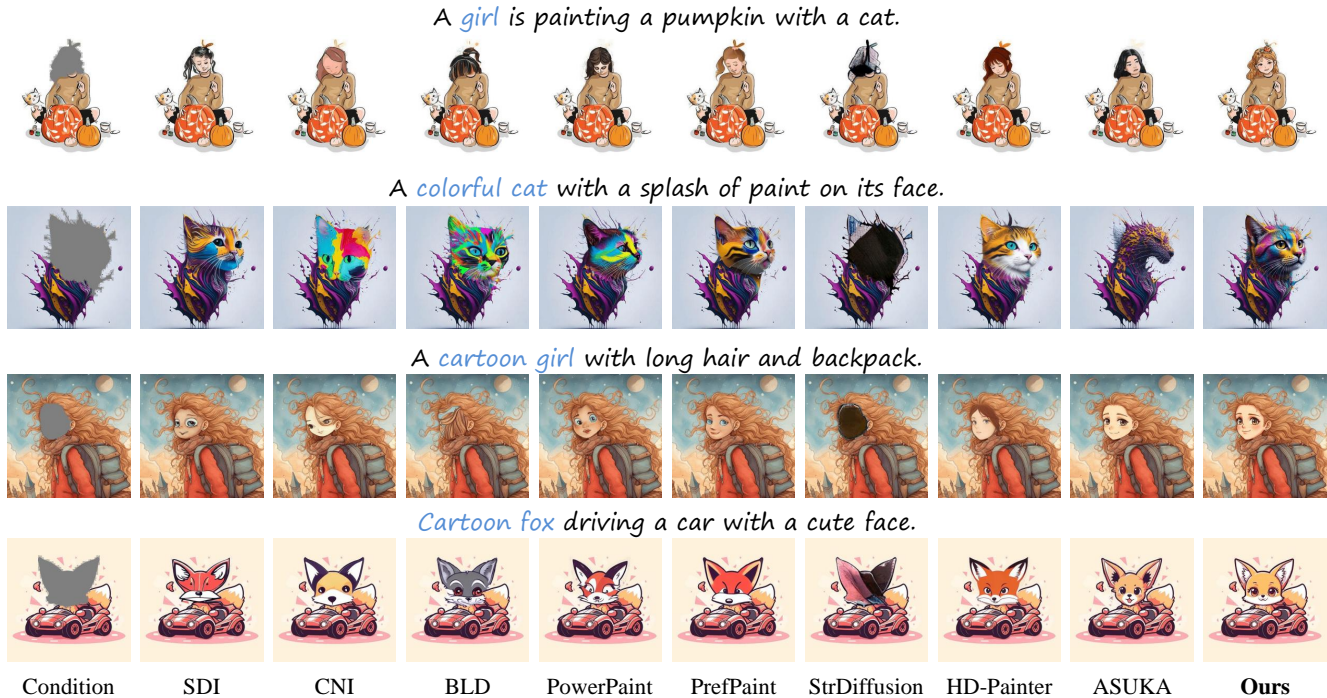 A girl is painting a pumpkin with a cat.
A colorful cat with a splash of paint on its face.
A cartoon girl with long hair and backpack.
Cartoon fox driving a car with a cute face.
Condition SDI CNI BLD PowerPaint PrefPaint StrDiffusion HD-Painter ASUKA Ours